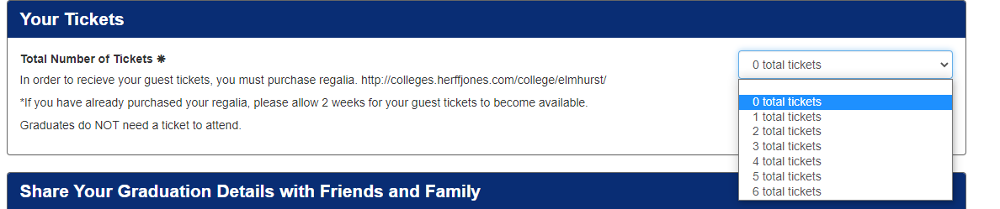 Your Tickets
Total Number of Tickets ✱
0 total tickets
In order to recieve your guest tickets, you must purchase regalia. http://colleges.herffjones.com/college/elmhurst/
*If you have already purchased your regalia, please allow 2 weeks for your guest tickets to become available.
Graduates do NOT need a ticket to attend.
0 total tickets
1 total tickets
2 total tickets
3 total tickets
4 total tickets
5 total tickets
6 total tickets
Share Your Graduation Details with Friends and Family